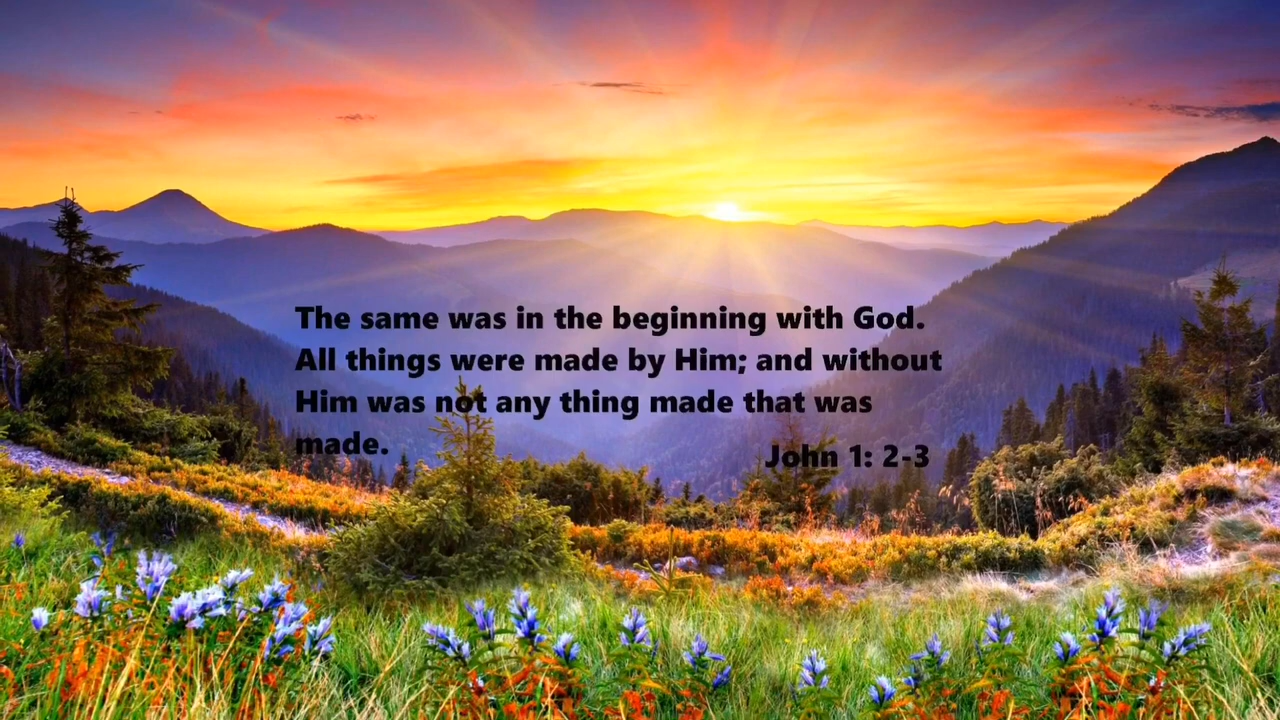 The same was in the beginning with God.
All things were made by Him; and without
Him was not any thing made that was
made.
John 1: 2-3